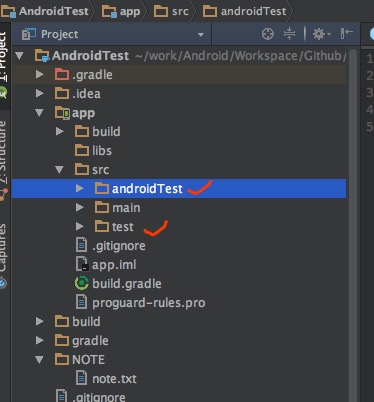 AndroidTest app src androidTest
Project
AndroidTest ~/work/Android/Workspace/Github/
.gradle
.idea
app
build
libs
src
androidTest
main
test
.gitignore
app.iml
build.gradle
proguard-rules.pro
build
gradle
NOTE
note.txt
.gitignore
1: Project
Z: Structure
Captures
1
2
3
4
5